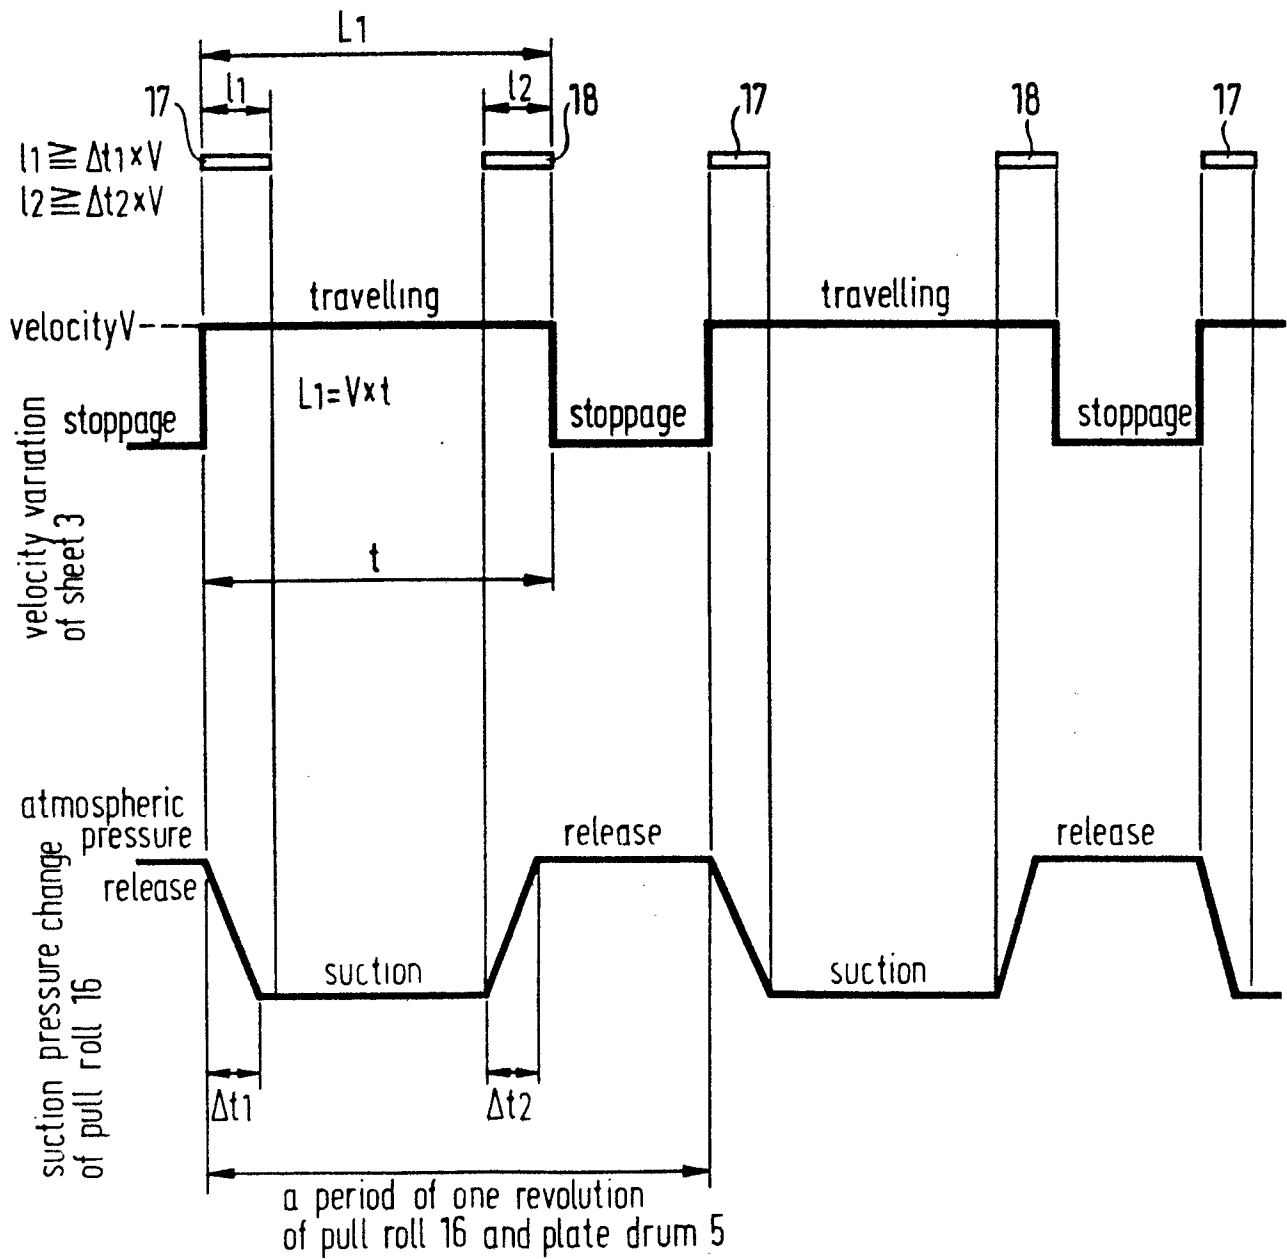 L1
17
l1
l2
18
17
18
17
l1≧Δt1×V
l2≧Δt2×V
travelling
travelling
velocityV
L1=V×t
stoppage
stoppage
stoppage
velocity variation
of sheet 3
t
atmospheric
pressure
release
release
release
suction
suction
suction pressure change
of pull roll 16
Δt1
Δt2
a period of one revolution
of pull roll 16 and plate drum 5